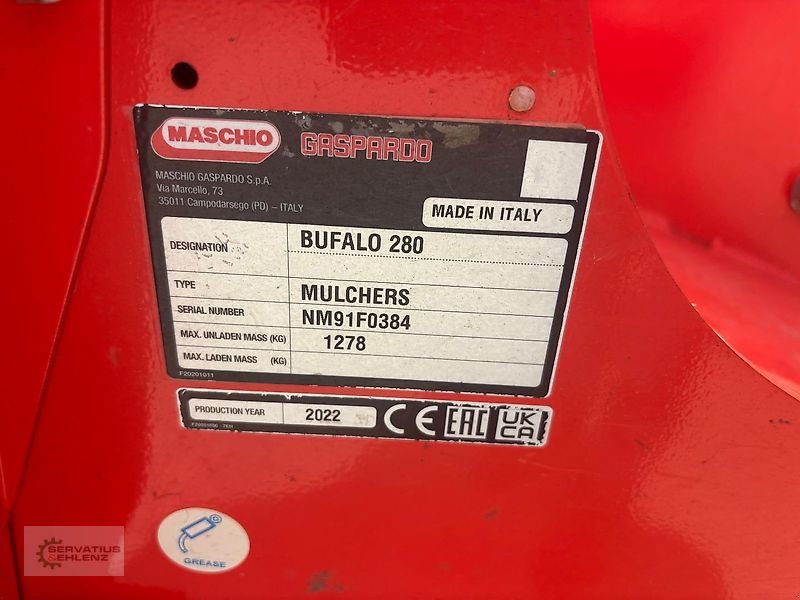 MASCHIO GASPARDO
MASCHIO GASPARDO S.p.A.
Via Marcello, 73
35011 Campodarsego (PD) – ITALY
MADE IN ITALY
DESIGNATION BUFALO 280
TYPE MULCHERS
SERIAL NUMBER NM91F0384
MAX. UNLADEN MASS (KG) 1278
MAX. LADEN MASS (KG)
F20201011
PRODUCTION YEAR 2022 CE EAC UK
CA
GREASE
SERVATIUS
&EHLENZ